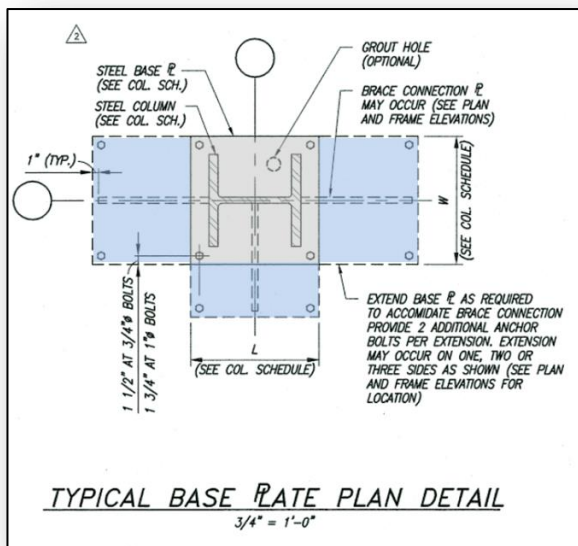 2
STEEL BASE ℙL
(SEE COL. SCH.)
STEEL COLUMN
(SEE COL. SCH.)
GROUT HOLE
(OPTIONAL)
BRACE CONNECTION ℙL
MAY OCCUR (SEE PLAN
AND FRAME ELEVATIONS)
1" (TYP.)
W
(SEE COL. SCHEDULE)
1 1/2" AT 3/4"ø BOLTS
1 3/4" AT 1"ø BOLTS
L
(SEE COL. SCHEDULE)
EXTEND BASE ℙL AS REQUIRED
TO ACCOMIDATE BRACE CONNECTION
PROVIDE 2 ADDITIONAL ANCHOR
BOLTS PER EXTENSION. EXTENSION
MAY OCCUR ON ONE, TWO OR
THREE SIDES AS SHOWN (SEE PLAN
AND FRAME ELEVATIONS FOR
LOCATION)
TYPICAL BASE ℙLATE PLAN DETAIL
3/4" = 1'-0"